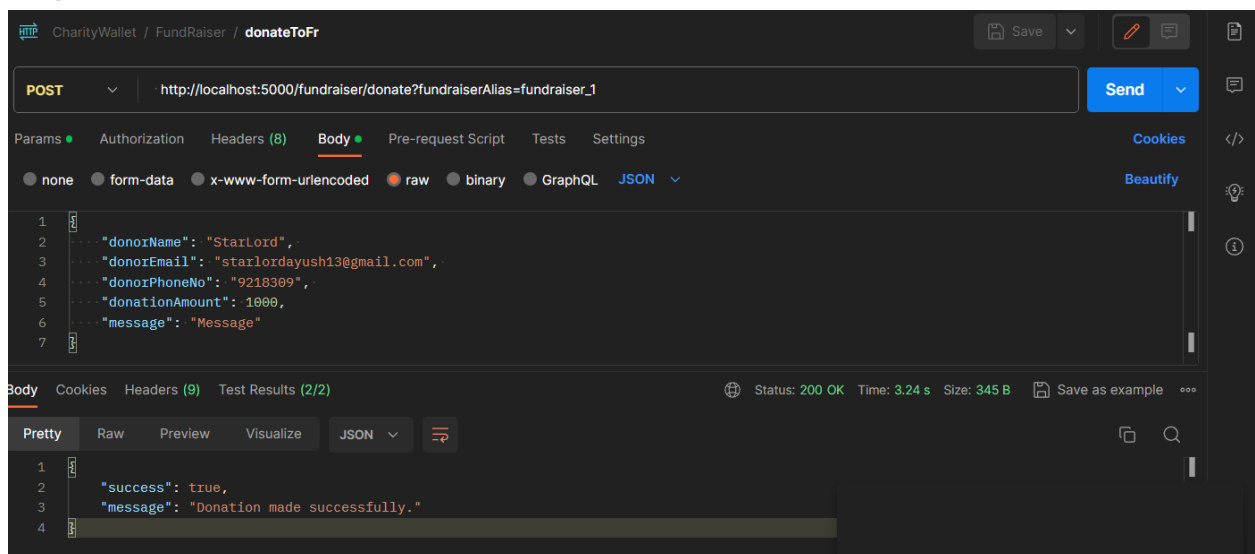 HTTP CharityWallet / FundRaiser / donateToFr Save
POST http://localhost:5000/fundraiser/donate?fundraiserAlias=fundraiser_1 Send
Params Authorization Headers (8) Body Pre-request Script Tests Settings Cookies
none form-data x-www-form-urlencoded raw binary GraphQL JSON Beautify
1 {
2 "donorName": "StarLord",
3 "donorEmail": "starlordayush13@gmail.com",
4 "donorPhoneNo": "9218309",
5 "donationAmount": 1000,
6 "message": "Message"
7 }
Body Cookies Headers (9) Test Results (2/2) Status: 200 OK Time: 3.24 s Size: 345 B Save as example
Pretty Raw Preview Visualize JSON
1 {
2 "success": true,
3 "message": "Donation made successfully."
4 }